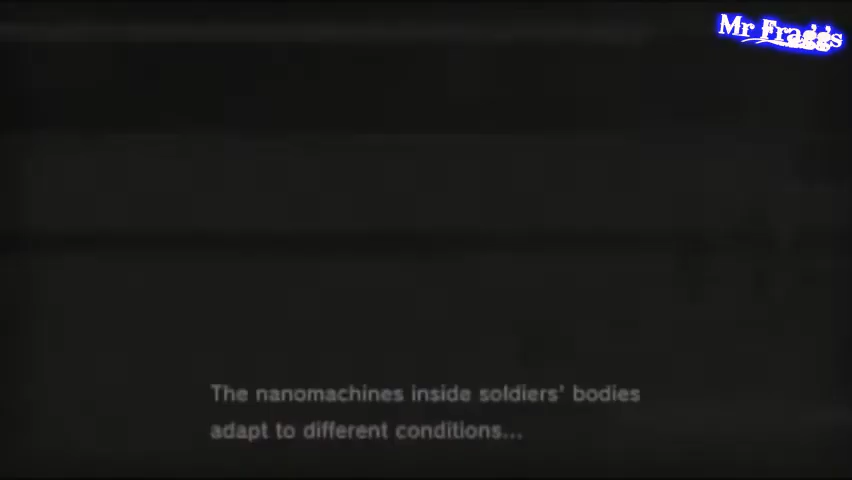 Mr Fraggs
The nanomachines inside soldiers' bodies
adapt to different conditions...